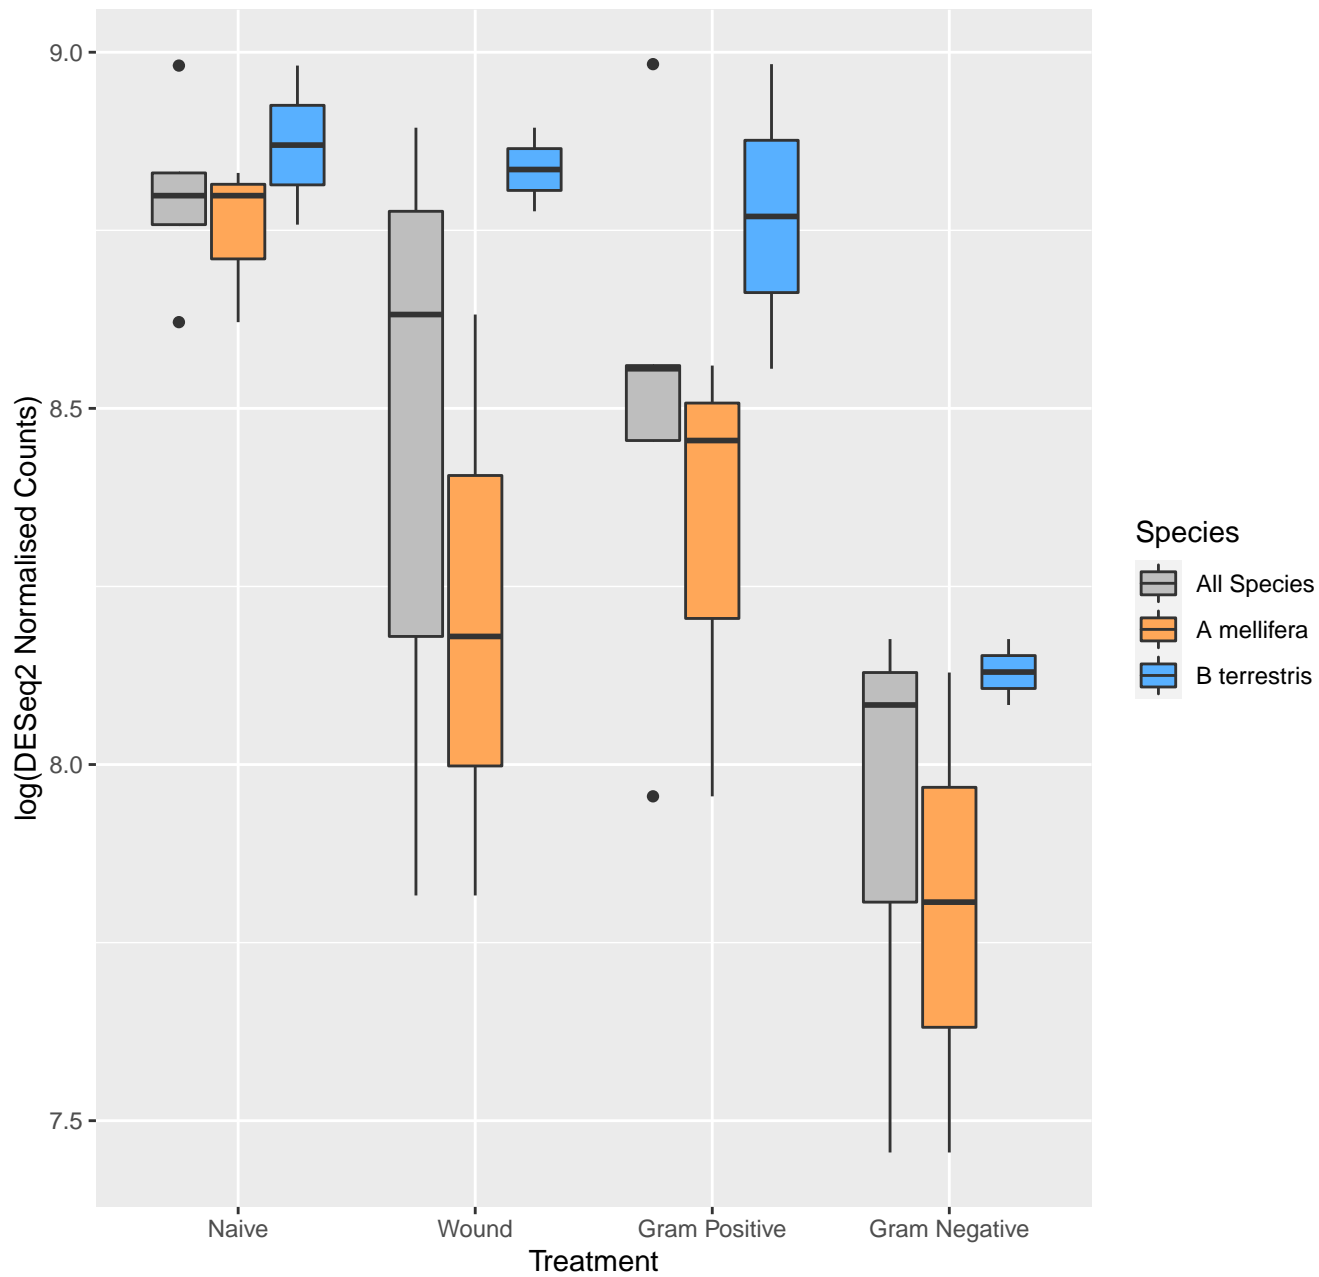 9.0
8.5
8.0
7.5
log(DESeq2 Normalised Counts)
Naive
Wound
Gram Positive
Gram Negative
Treatment
Species
All Species
A mellifera
B terrestris